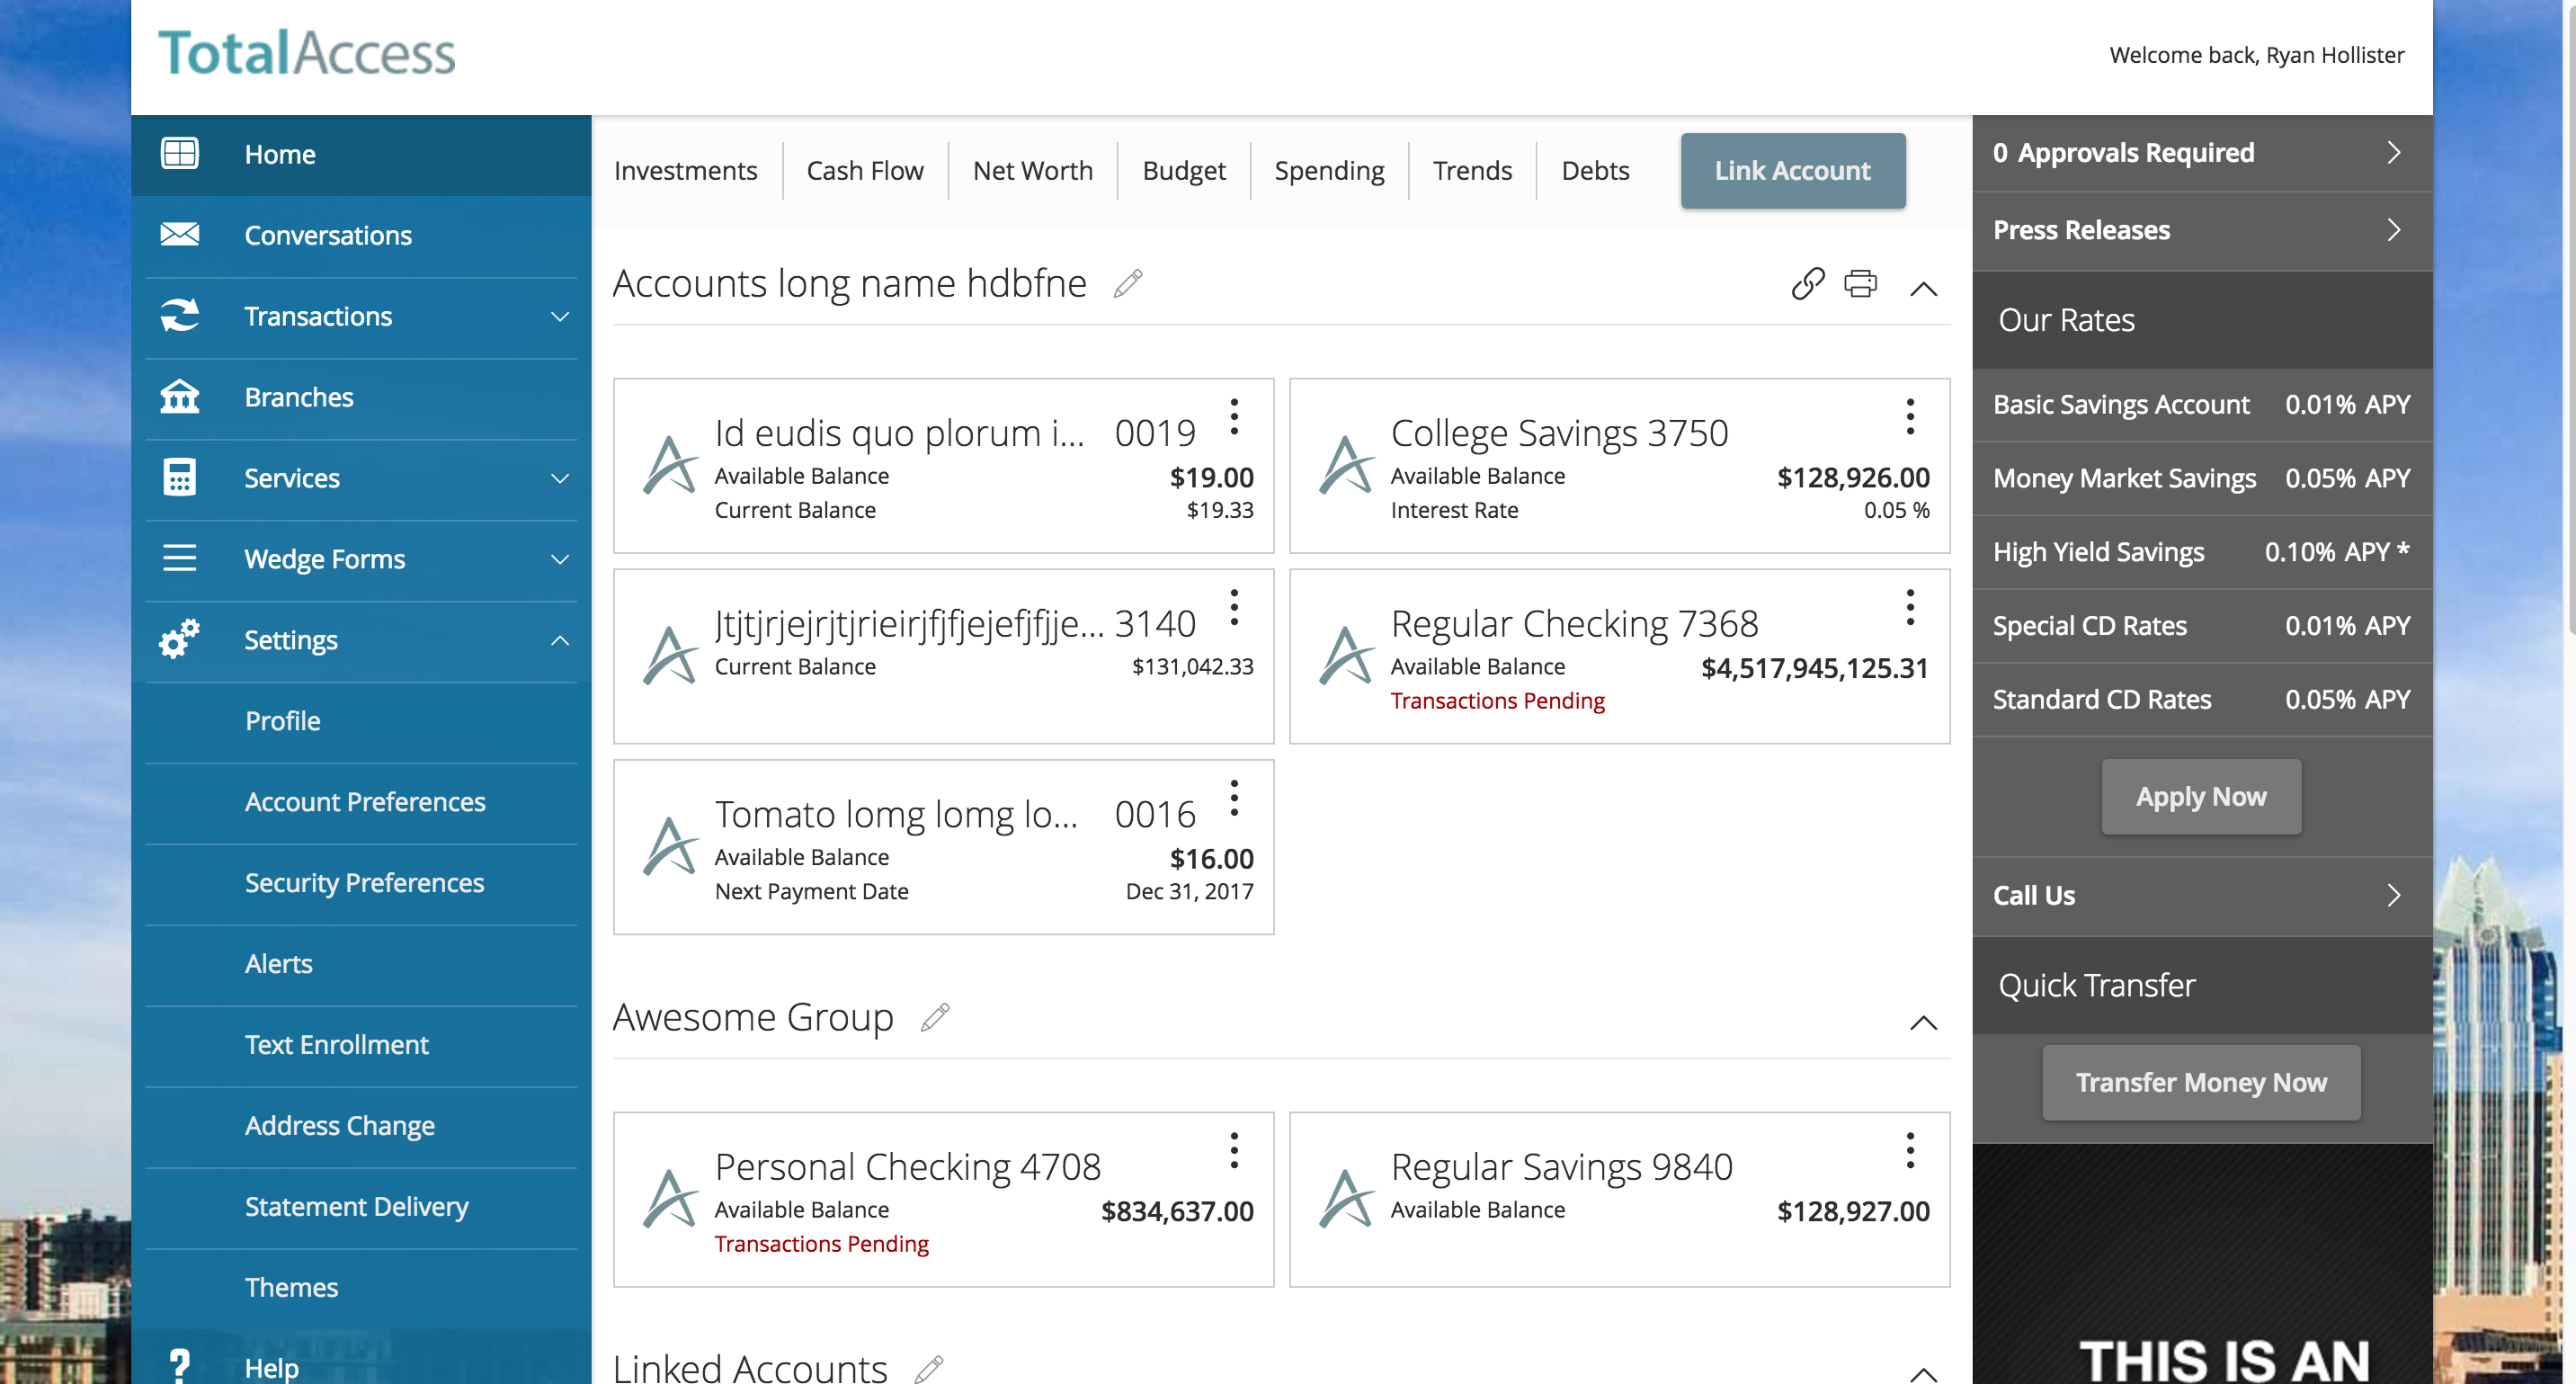 TotalAccess
Welcome back, Ryan Hollister
Home
Conversations
Transactions
Branches
Services
Wedge Forms
Settings
Profile
Account Preferences
Security Preferences
Alerts
Text Enrollment
Address Change
Statement Delivery
Themes
Help
Investments
Cash Flow
Net Worth
Budget
Spending
Trends
Debts
Link Account
Accounts long name hdbfne
Id eudis quo plorum i... 0019
Available Balance $19.00
Current Balance $19.33
College Savings 3750
Available Balance $128,926.00
Interest Rate 0.05 %
Jtjtjrjejrjtjrieirjfjfjejefjfjje... 3140
Current Balance $131,042.33
Regular Checking 7368
Available Balance $4,517,945,125.31
Transactions Pending
Tomato lomg lomg lo... 0016
Available Balance $16.00
Next Payment Date Dec 31, 2017
Awesome Group
Personal Checking 4708
Available Balance $834,637.00
Transactions Pending
Regular Savings 9840
Available Balance $128,927.00
Linked Accounts
0 Approvals Required
Press Releases
Our Rates
Basic Savings Account 0.01% APY
Money Market Savings 0.05% APY
High Yield Savings 0.10% APY *
Special CD Rates 0.01% APY
Standard CD Rates 0.05% APY
Apply Now
Call Us
Quick Transfer
Transfer Money Now
THIS IS AN